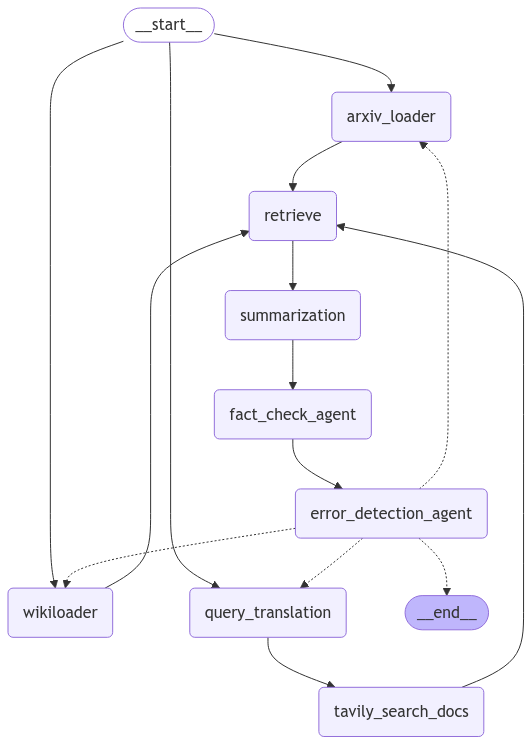 __start__
arxiv_loader
retrieve
summarization
fact_check_agent
error_detection_agent
wikiloader
query_translation
__end__
tavily_search_docs